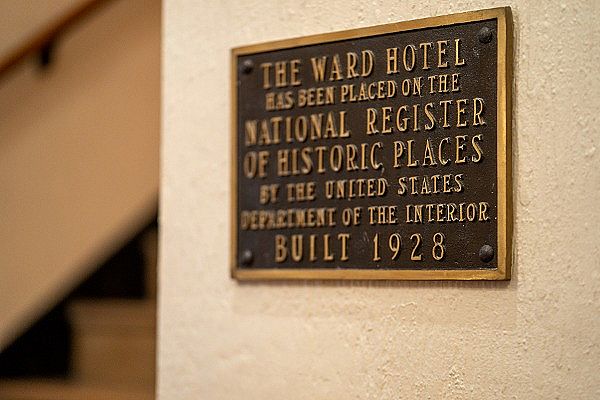 THE WARD HOTEL
HAS BEEN PLACED ON THE
NATIONAL REGISTER
OF HISTORIC PLACES
BY THE UNITED STATES
DEPARTMENT OF THE INTERIOR
BUILT 1928